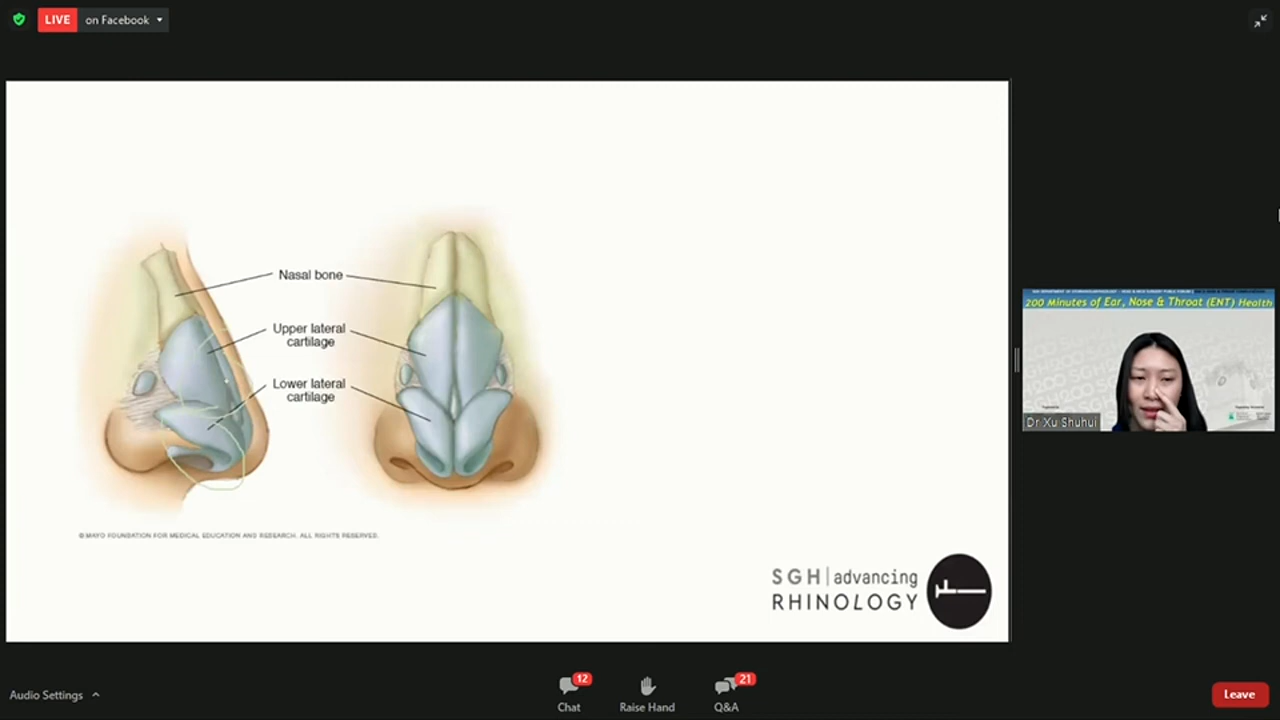 LIVE on Facebook
Nasal bone
Upper lateral
cartilage
Lower lateral
cartilage
© MAYO FOUNDATION FOR MEDICAL EDUCATION AND RESEARCH. ALL RIGHTS RESERVED.
SGH | advancing
RHINOLOGY
200 Minutes of Ear, Nose & Throat (ENT) Health
Dr Xu Shuhui
Audio Settings
12
Chat
Raise Hand
21
Q&A
Leave